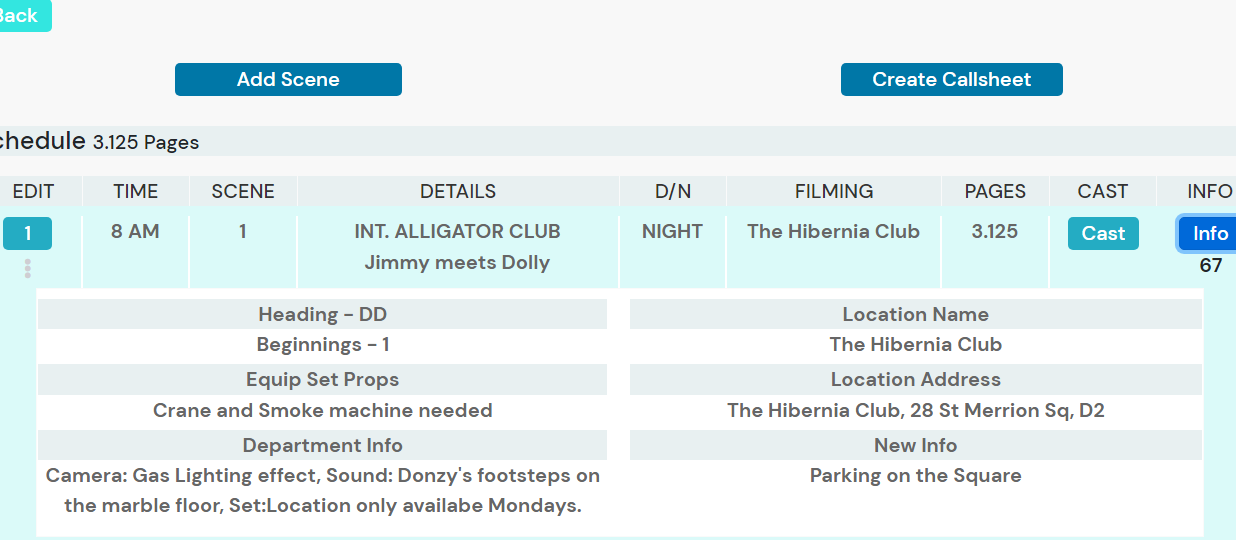 Back
Add Scene Create Callsheet
chedule 3.125 Pages
EDIT TIME SCENE DETAILS D/N FILMING PAGES CAST INFO
1 8 AM 1 INT. ALLIGATOR CLUB NIGHT The Hibernia Club 3.125 Cast Info
Jimmy meets Dolly 67
Heading - DD Location Name
Beginnings - 1 The Hibernia Club
Equip Set Props Location Address
Crane and Smoke machine needed The Hibernia Club, 28 St Merrion Sq, D2
Department Info New Info
Camera: Gas Lighting effect, Sound: Donzy's footsteps on Parking on the Square
the marble floor, Set:Location only availabe Mondays.